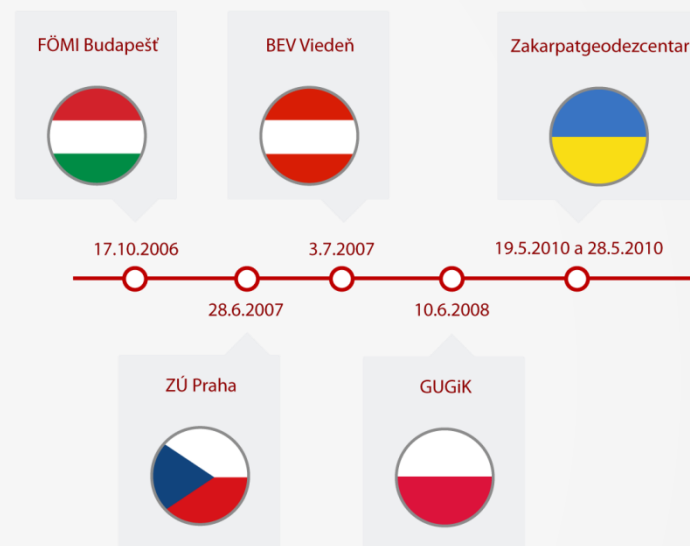 FÖMI Budapešť
BEV Viedeň
Zakarpatgeodezcentar
17.10.2006
3.7.2007
19.5.2010 a 28.5.2010
28.6.2007
10.6.2008
ZÚ Praha
GUGiK